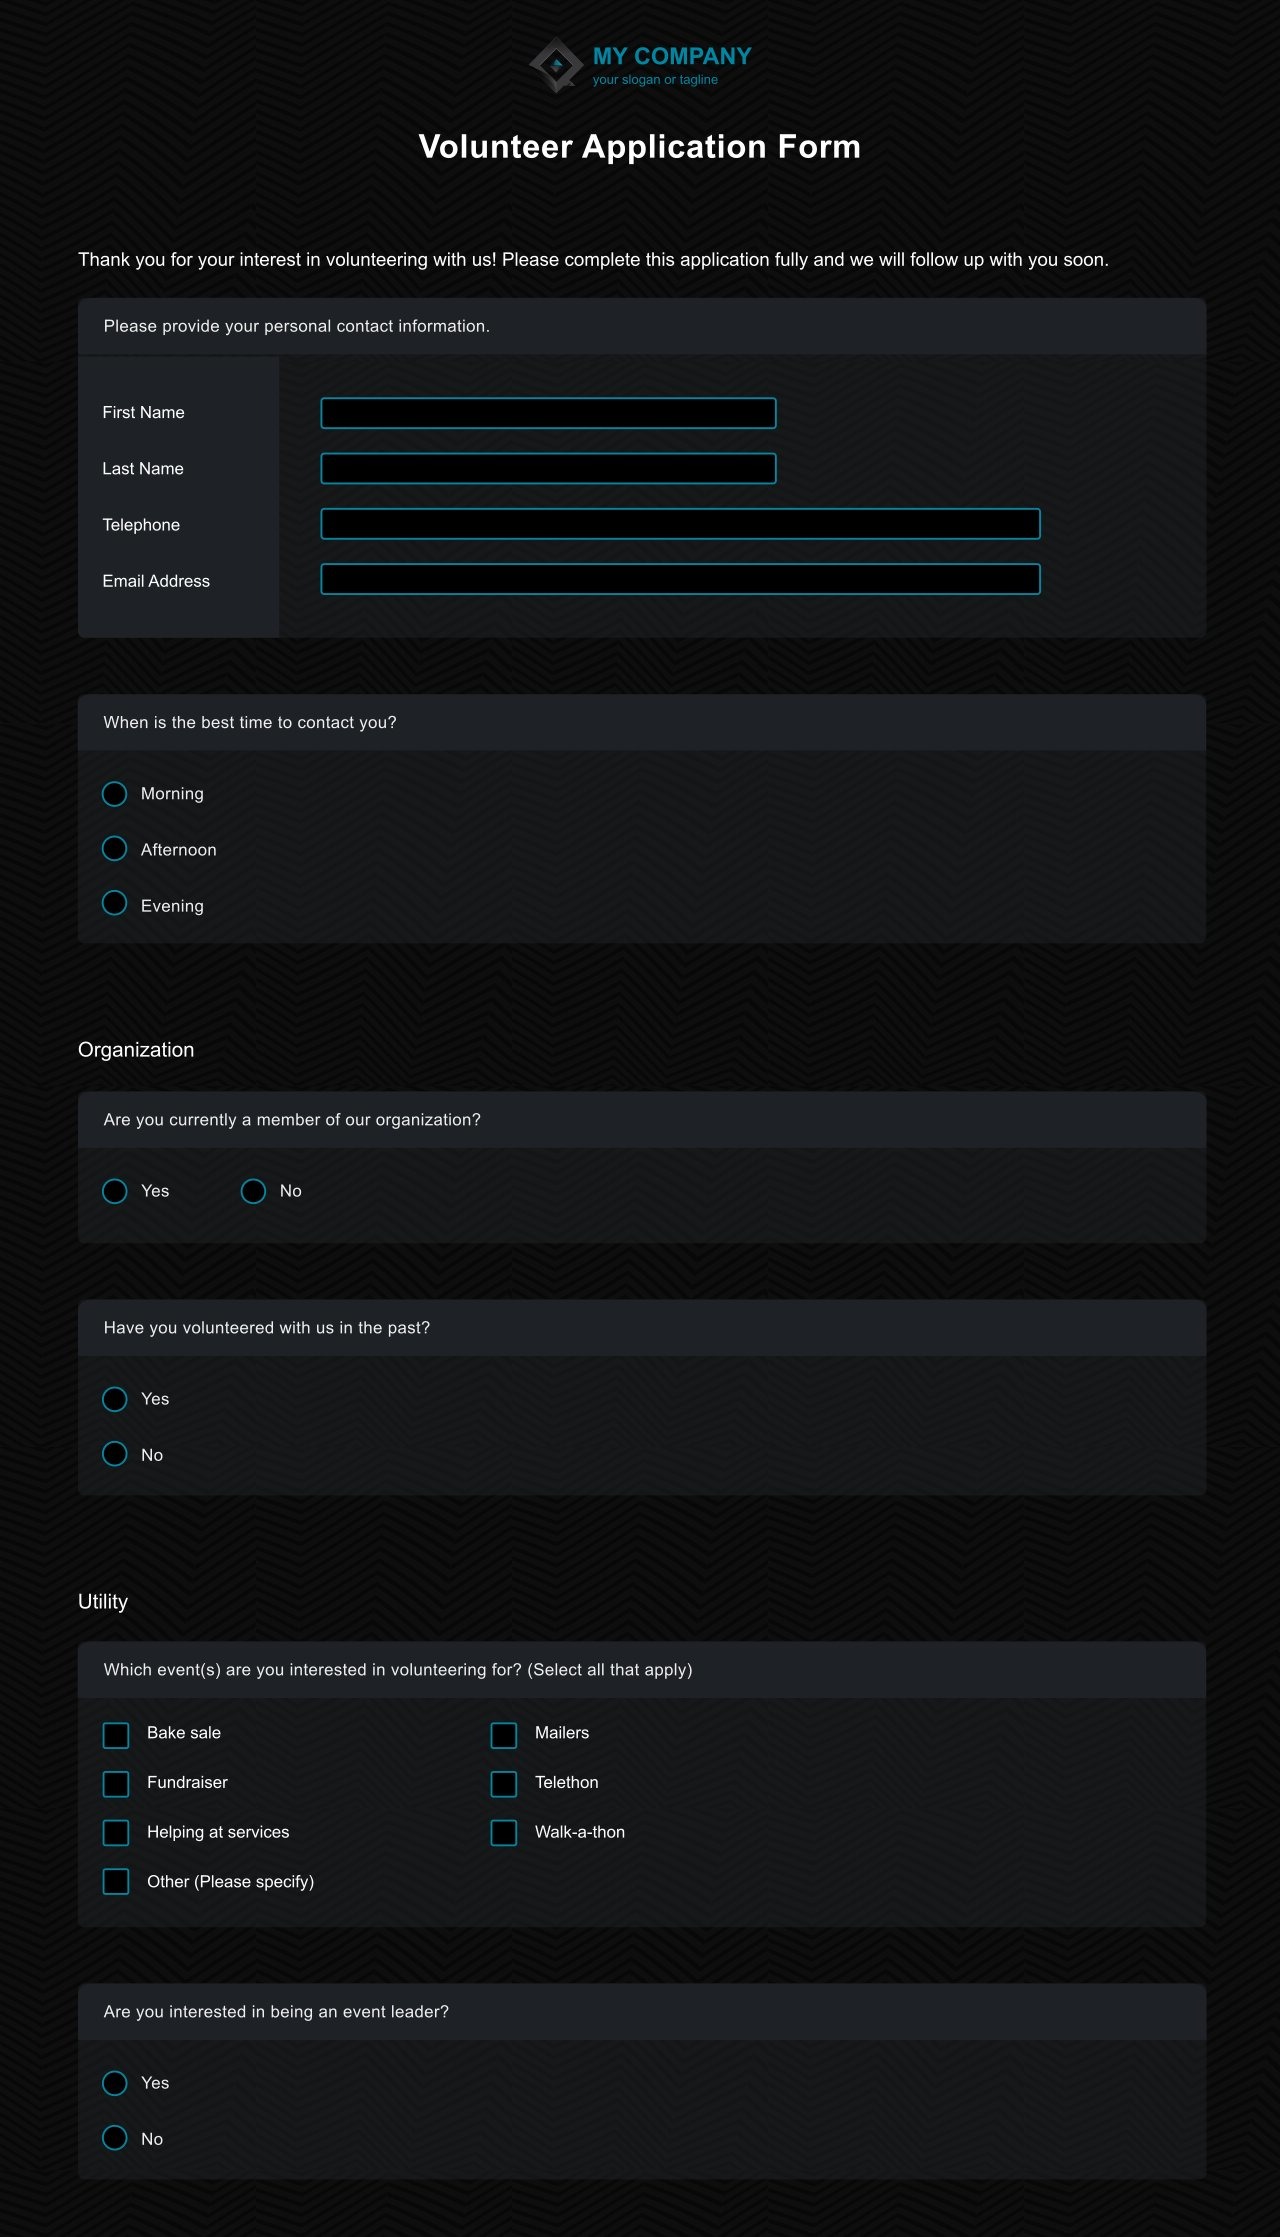 MY COMPANY
your slogan or tagline
Volunteer Application Form
Thank you for your interest in volunteering with us! Please complete this application fully and we will follow up with you soon.
Please provide your personal contact information.
First Name
Last Name
Telephone
Email Address
When is the best time to contact you?
Morning
Afternoon
Evening
Organization
Are you currently a member of our organization?
Yes No
Have you volunteered with us in the past?
Yes
No
Utility
Which event(s) are you interested in volunteering for? (Select all that apply)
Bake sale Mailers
Fundraiser Telethon
Helping at services Walk-a-thon
Other (Please specify)
Are you interested in being an event leader?
Yes
No